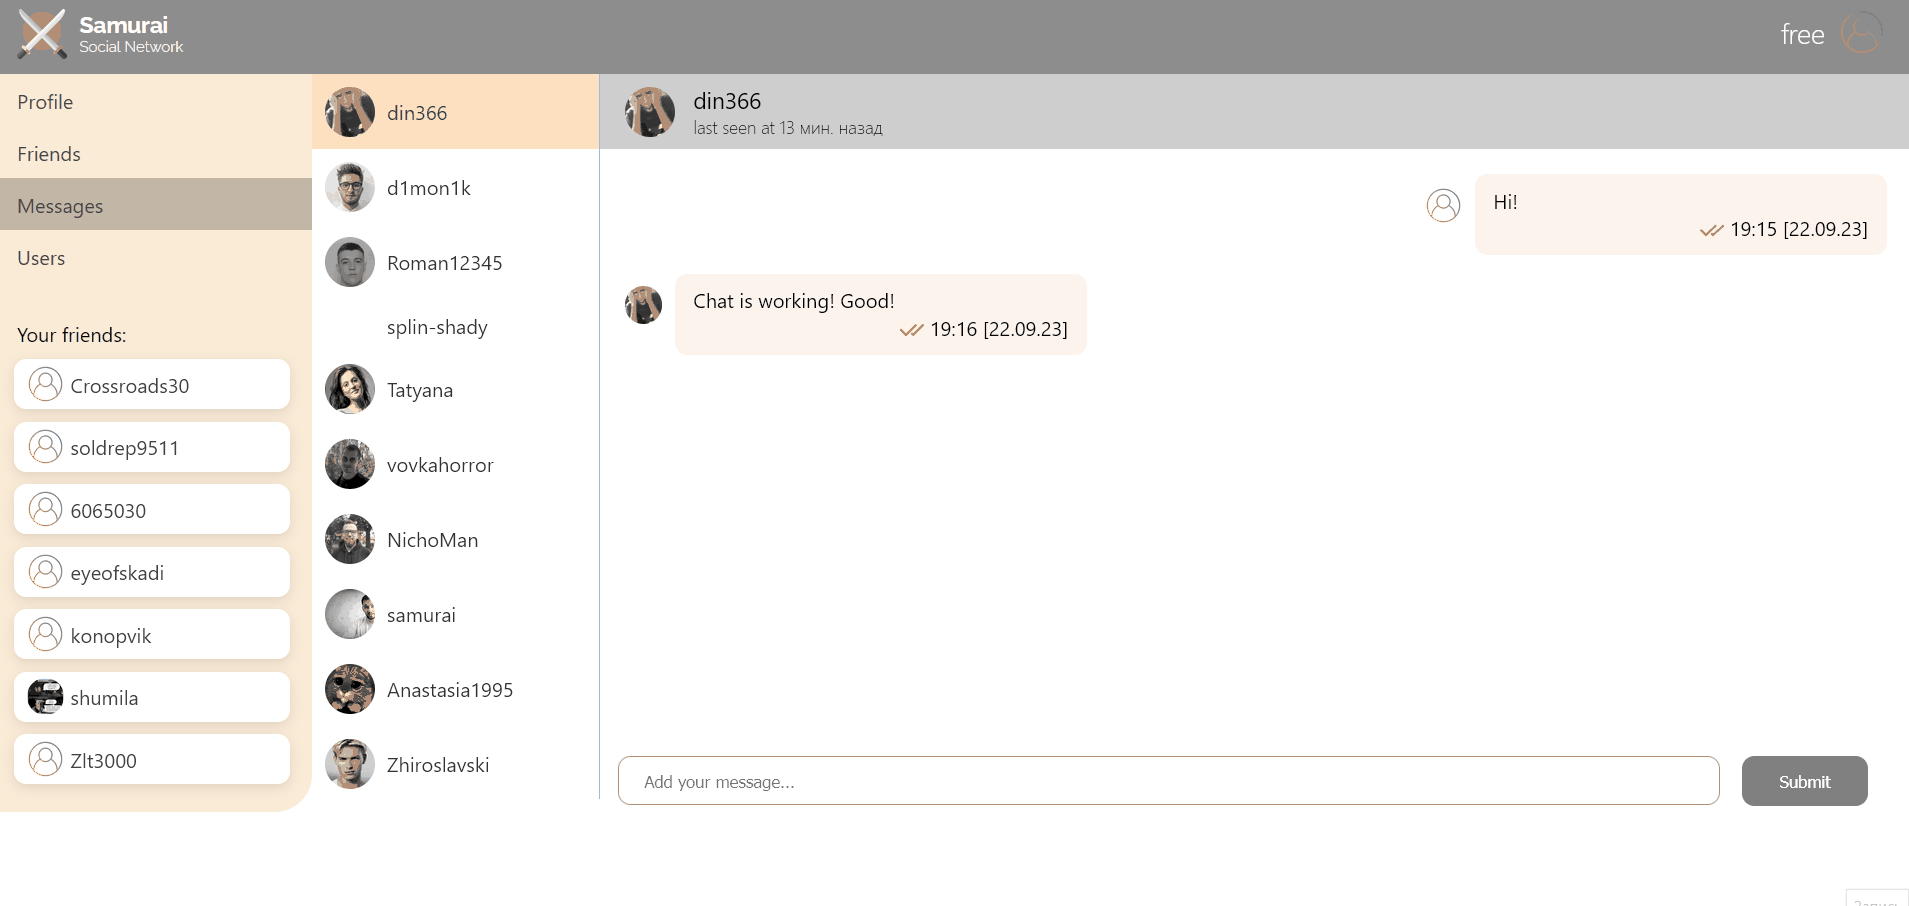 Samurai
Social Network
free
Profile
Friends
Messages
Users
Your friends:
Crossroads30
soldrep9511
6065030
eyeofskadi
konopvik
shumila
Zlt3000
din366
d1mon1k
Roman12345
splin-shady
Tatyana
vovkahorror
NichoMan
samurai
Anastasia1995
Zhiroslavski
din366
last seen at 13 мин. назад
Hi!
19:15 [22.09.23]
Chat is working! Good!
19:16 [22.09.23]
Add your message...
Submit